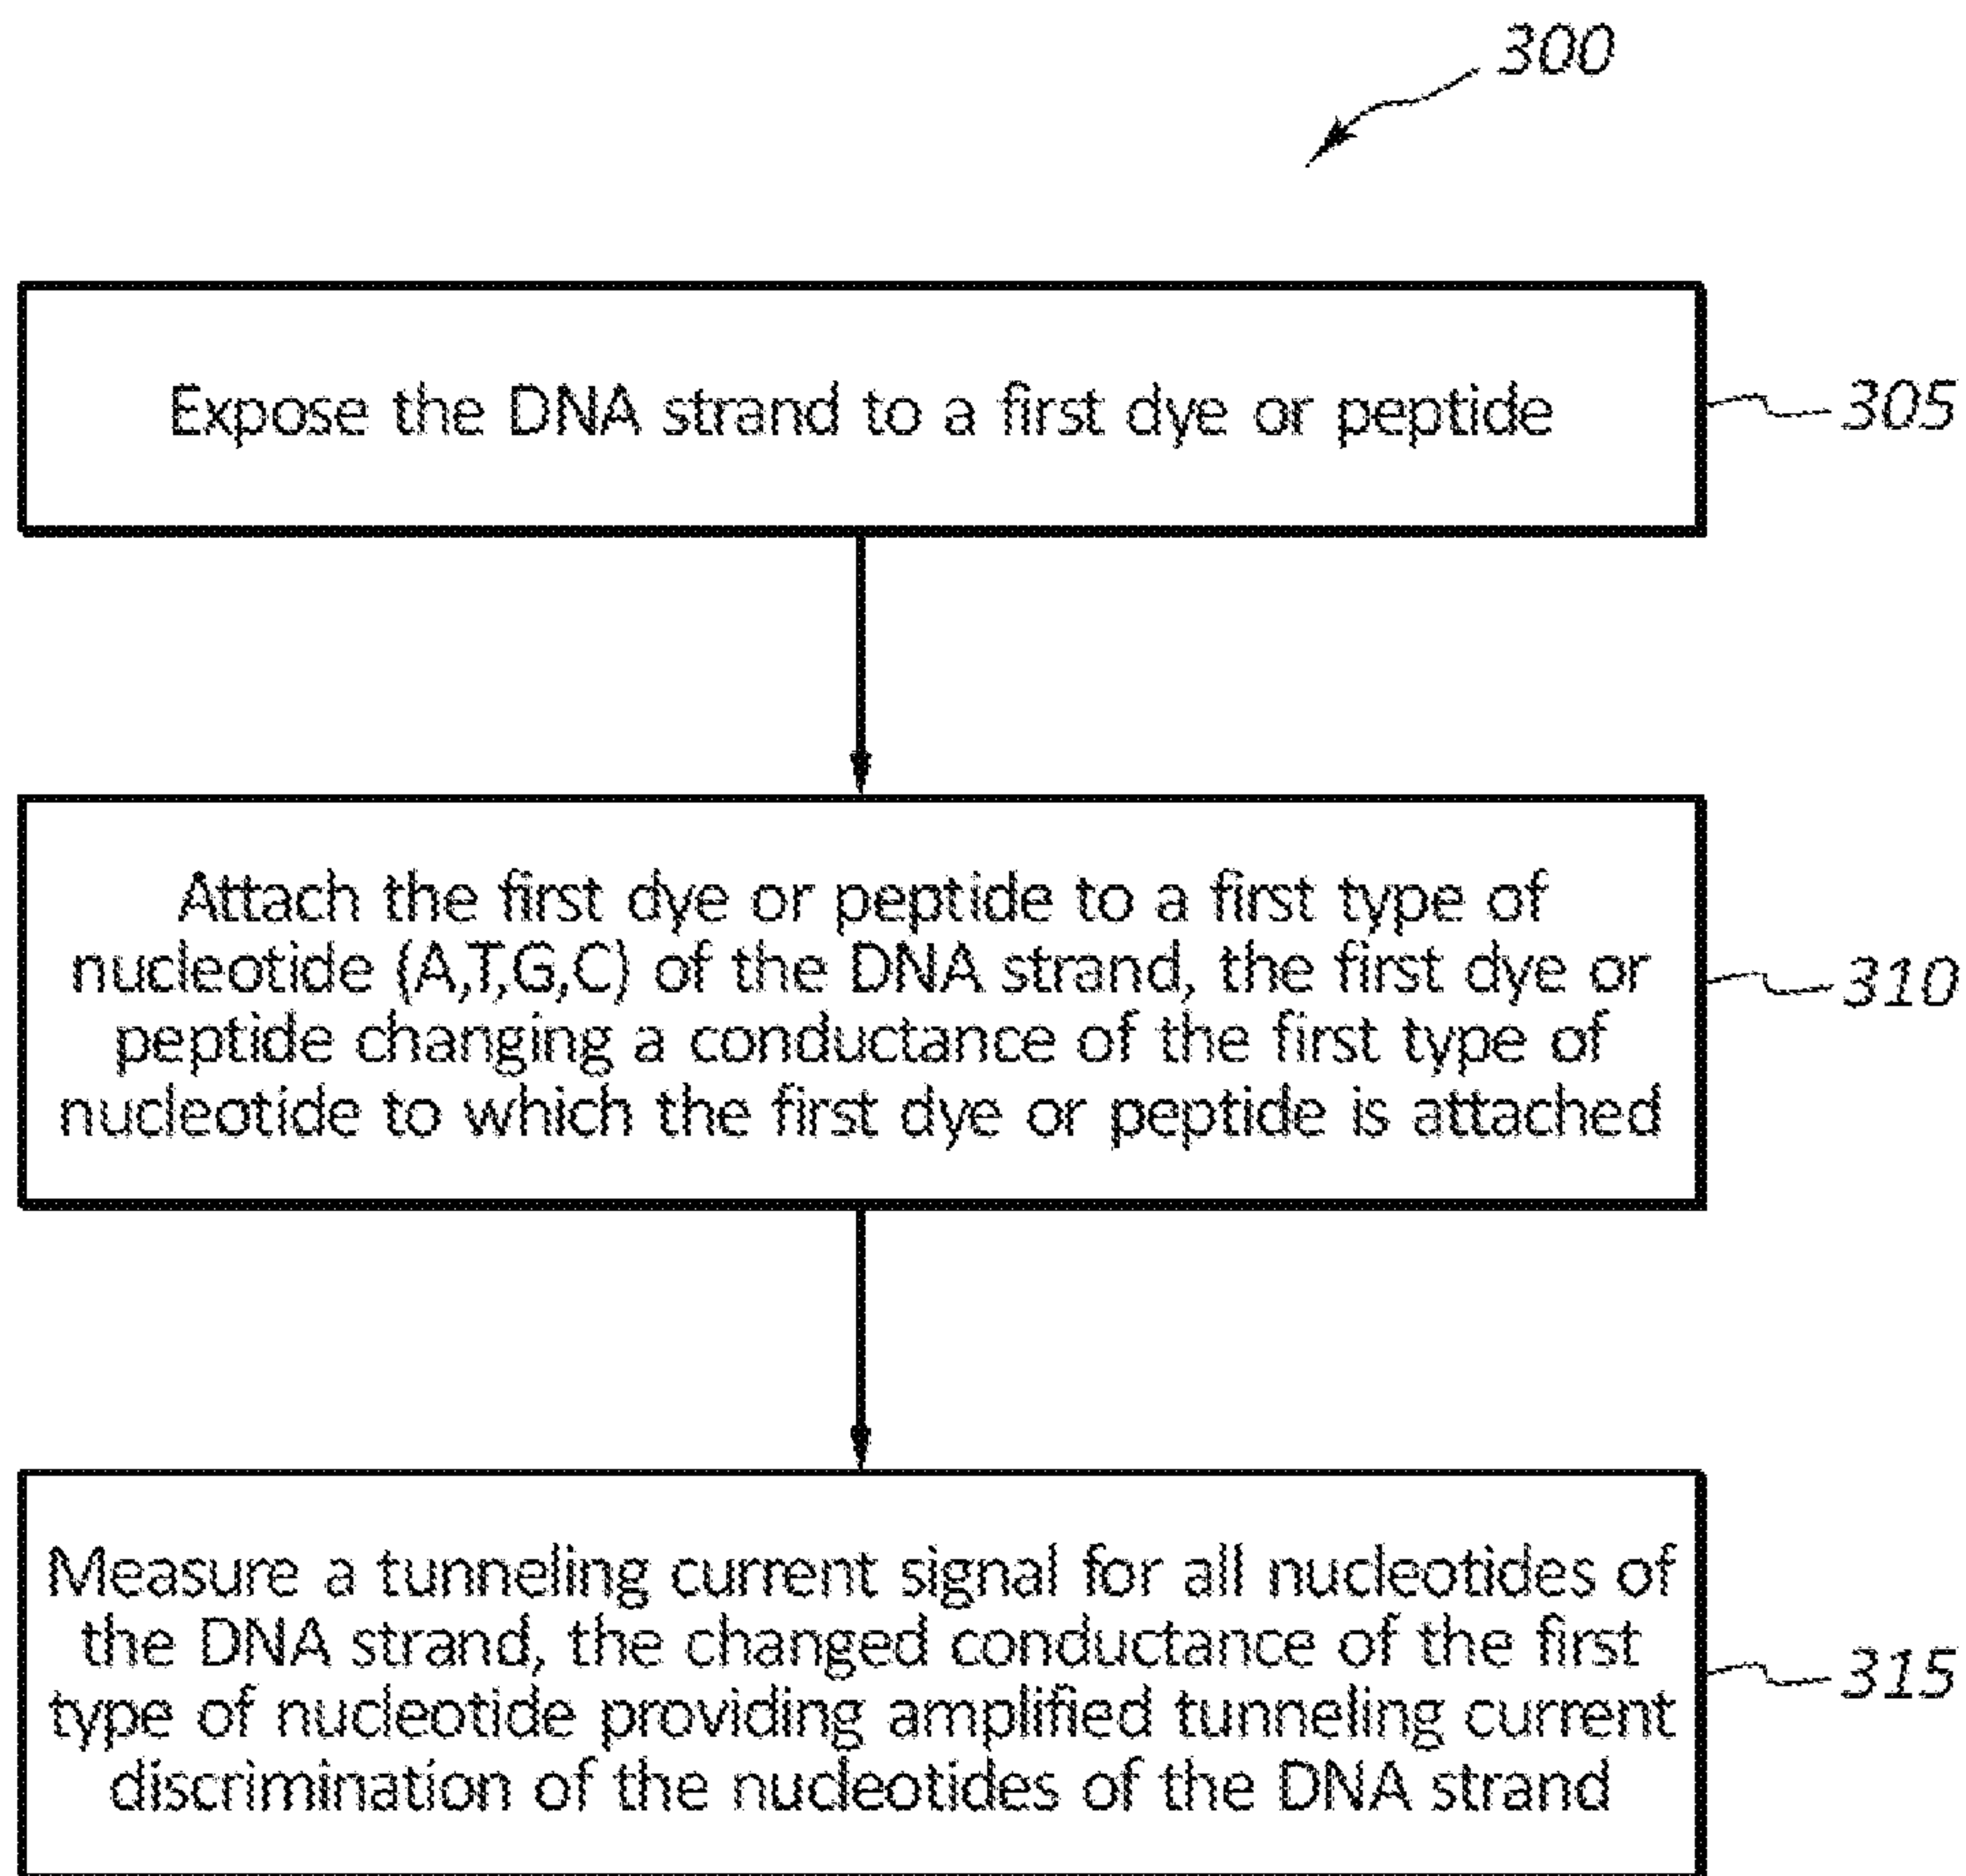 300
Expose the DNA strand to a first dye or peptide
305
Attach the first dye or peptide to a first type of
nucleotide (A,T,G,C) of the DNA strand, the first dye or
peptide changing a conductance of the first type of
nucleotide to which the first dye or peptide is attached
310
Measure a tunneling current signal for all nucleotides of
the DNA strand, the changed conductance of the first
type of nucleotide providing amplified tunneling current
discrimination of the nucleotides of the DNA strand
315